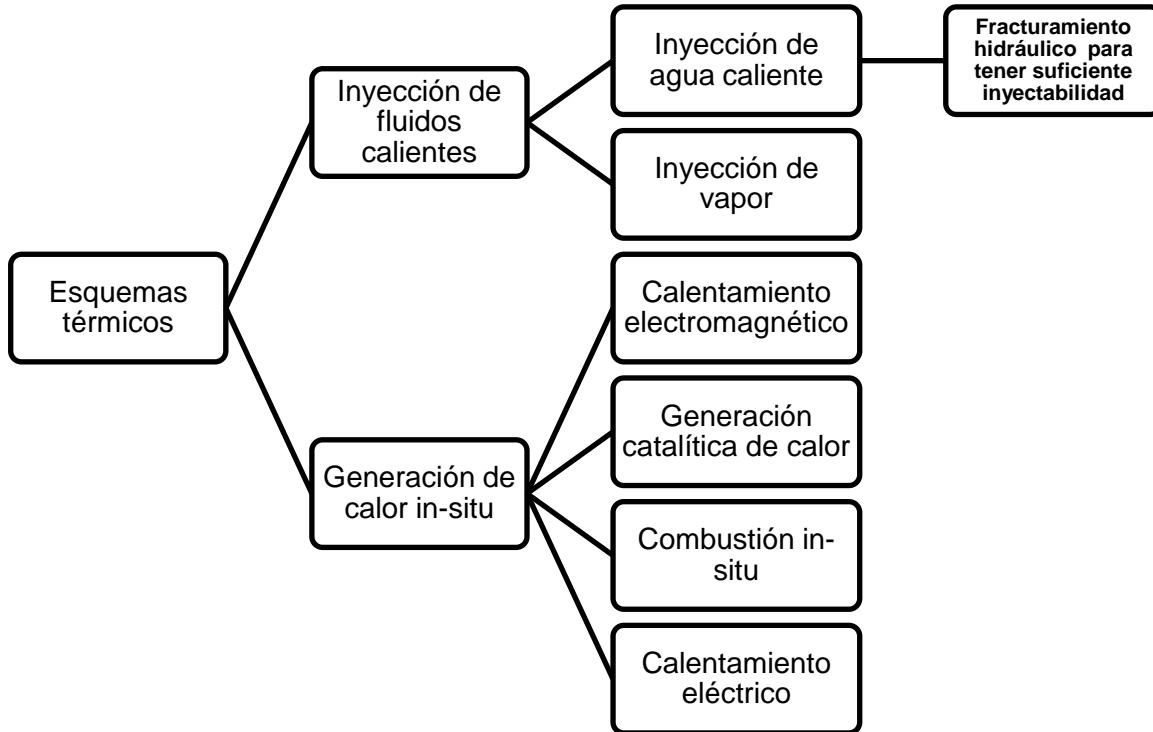 Esquemas
térmicos
Inyección de
fluidos
calientes
Inyección de
agua caliente
Fracturamiento
hidráulico para
tener suficiente
inyectabilidad
Inyección de
vapor
Generación de
calor in-situ
Calentamiento
electromagnético
Generación
catalítica de calor
Combustión in-
situ
Calentamiento
eléctrico